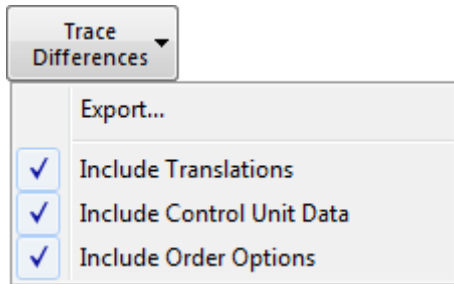 Trace
Differences
Export...
Include Translations
Include Control Unit Data
Include Order Options